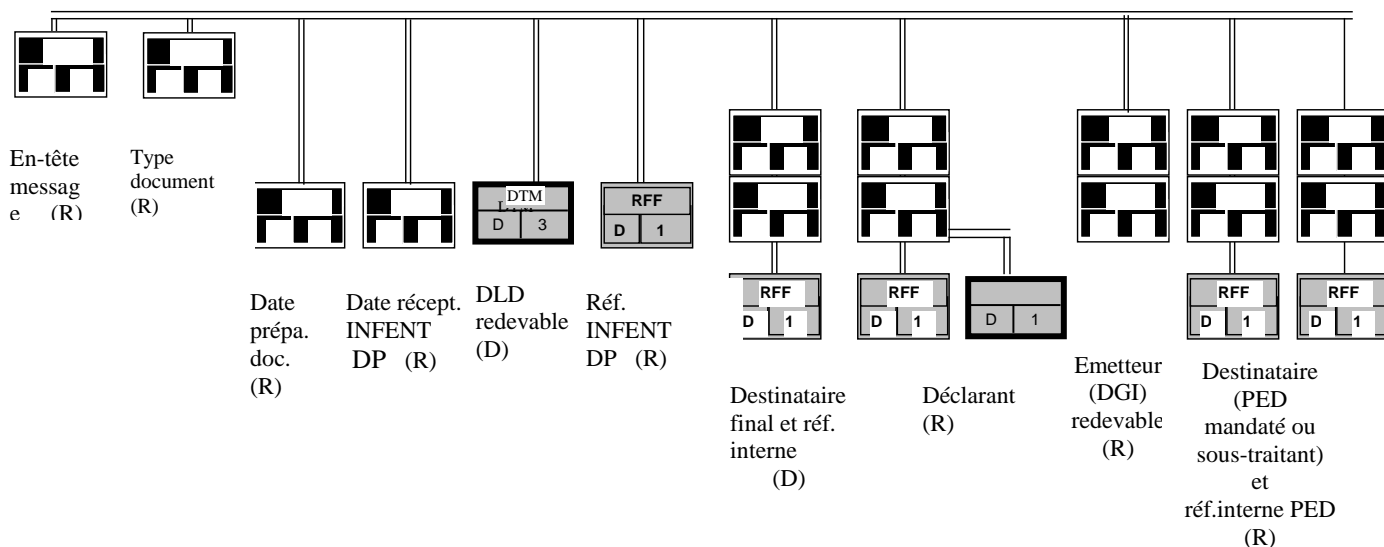 En-tête
messag
e (R)
Type
document
(R)
DTM
D 3
RFF
D 1
Date
prépa.
doc.
(R)
Date récept.
INFENT
DP (R)
DLD
redevable
(D)
Réf.
INFENT
DP (R)
RFF
D 1
RFF
D 1
D 1
RFF
D 1
RFF
D 1
Destinataire
final et réf.
interne
(D)
Déclarant
(R)
Emetteur
(DGI)
redevable
(R)
Destinataire
(PED
mandaté ou
sous-traitant)
et
réf.interne PED
(R)